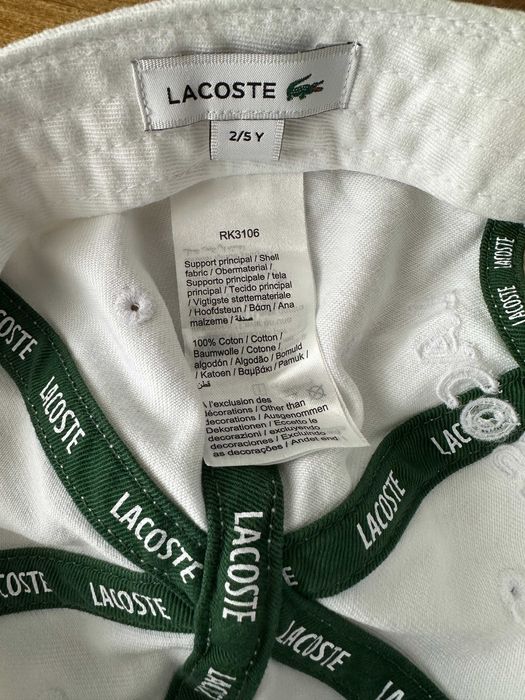 LACOSTE
2/5 Y
RK3106
Support principal / Shell
fabric / Obermaterial /
Supporto principale / tela
principal / Tecido principal
/ Vigtigste støttemateriale
/ Hoofdsteun / Βάση / Ana
malzeme / صدفة
100% Coton / Cotton /
Baumwolle / Cotone /
algodón / Algodão / Bomuld
/ Katoen / Βαμβάκι / Pamuk /
قطن
A l'exclusion des
décorations / Other than
decorations / Ausgenommen
Dekorationen / Eccetto le
decorazioni / excluyendo
decoraciones / Excluindo
as decorações / Andet end
LACOSTE
LACOSTE
LACOSTE
LACOSTE
LACOSTE
LACOSTE
LACOSTE
LACOSTE